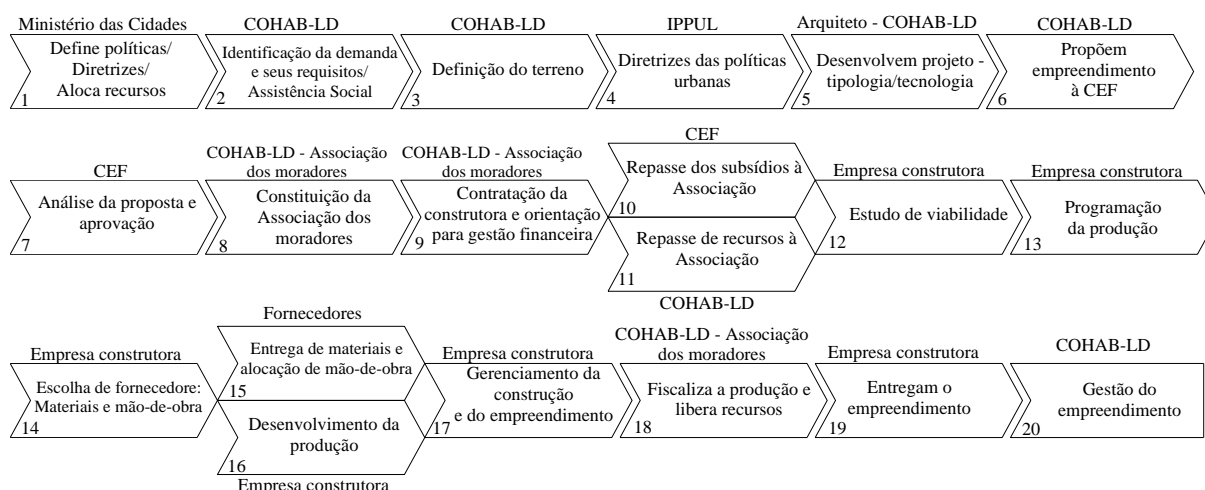 Ministério das Cidades
Define políticas/
Diretrizes/
Aloca recursos
1
COHAB-LD
Identificação da demanda
e seus requisitos/
Assistência Social
2
COHAB-LD
Definição do terreno
3
IPPUL
Diretrizes das políticas
urbanas
4
Arquiteto - COHAB-LD
Desenvolvem projeto -
tipologia/tecnologia
5
COHAB-LD
Propõem
empreendimento
à CEF
6
CEF
Análise da proposta e
aprovação
7
COHAB-LD - Associação
dos moradores
Constituição da
Associação dos
moradores
8
COHAB-LD - Associação
dos moradores
Contratação da
construtora e orientação
para gestão financeira
9
CEF
Repasse dos subsídios à
Associação
10
Repasse de recursos à
Associação
11
COHAB-LD
Empresa construtora
Estudo de viabilidade
12
Empresa construtora
Programação
da produção
13
Empresa construtora
Escolha de fornecedore:
Materiais e mão-de-obra
14
Fornecedores
Entrega de materiais e
alocação de mão-de-obra
15
Desenvolvimento da
produção
16
Empresa construtora
Empresa construtora
Gerenciamento da
construção
e do empreendimento
17
COHAB-LD - Associação
dos moradores
Fiscaliza a produção e
libera recursos
18
Empresa construtora
Entregam o
empreendimento
19
COHAB-LD
Gestão do
empreendimento
20